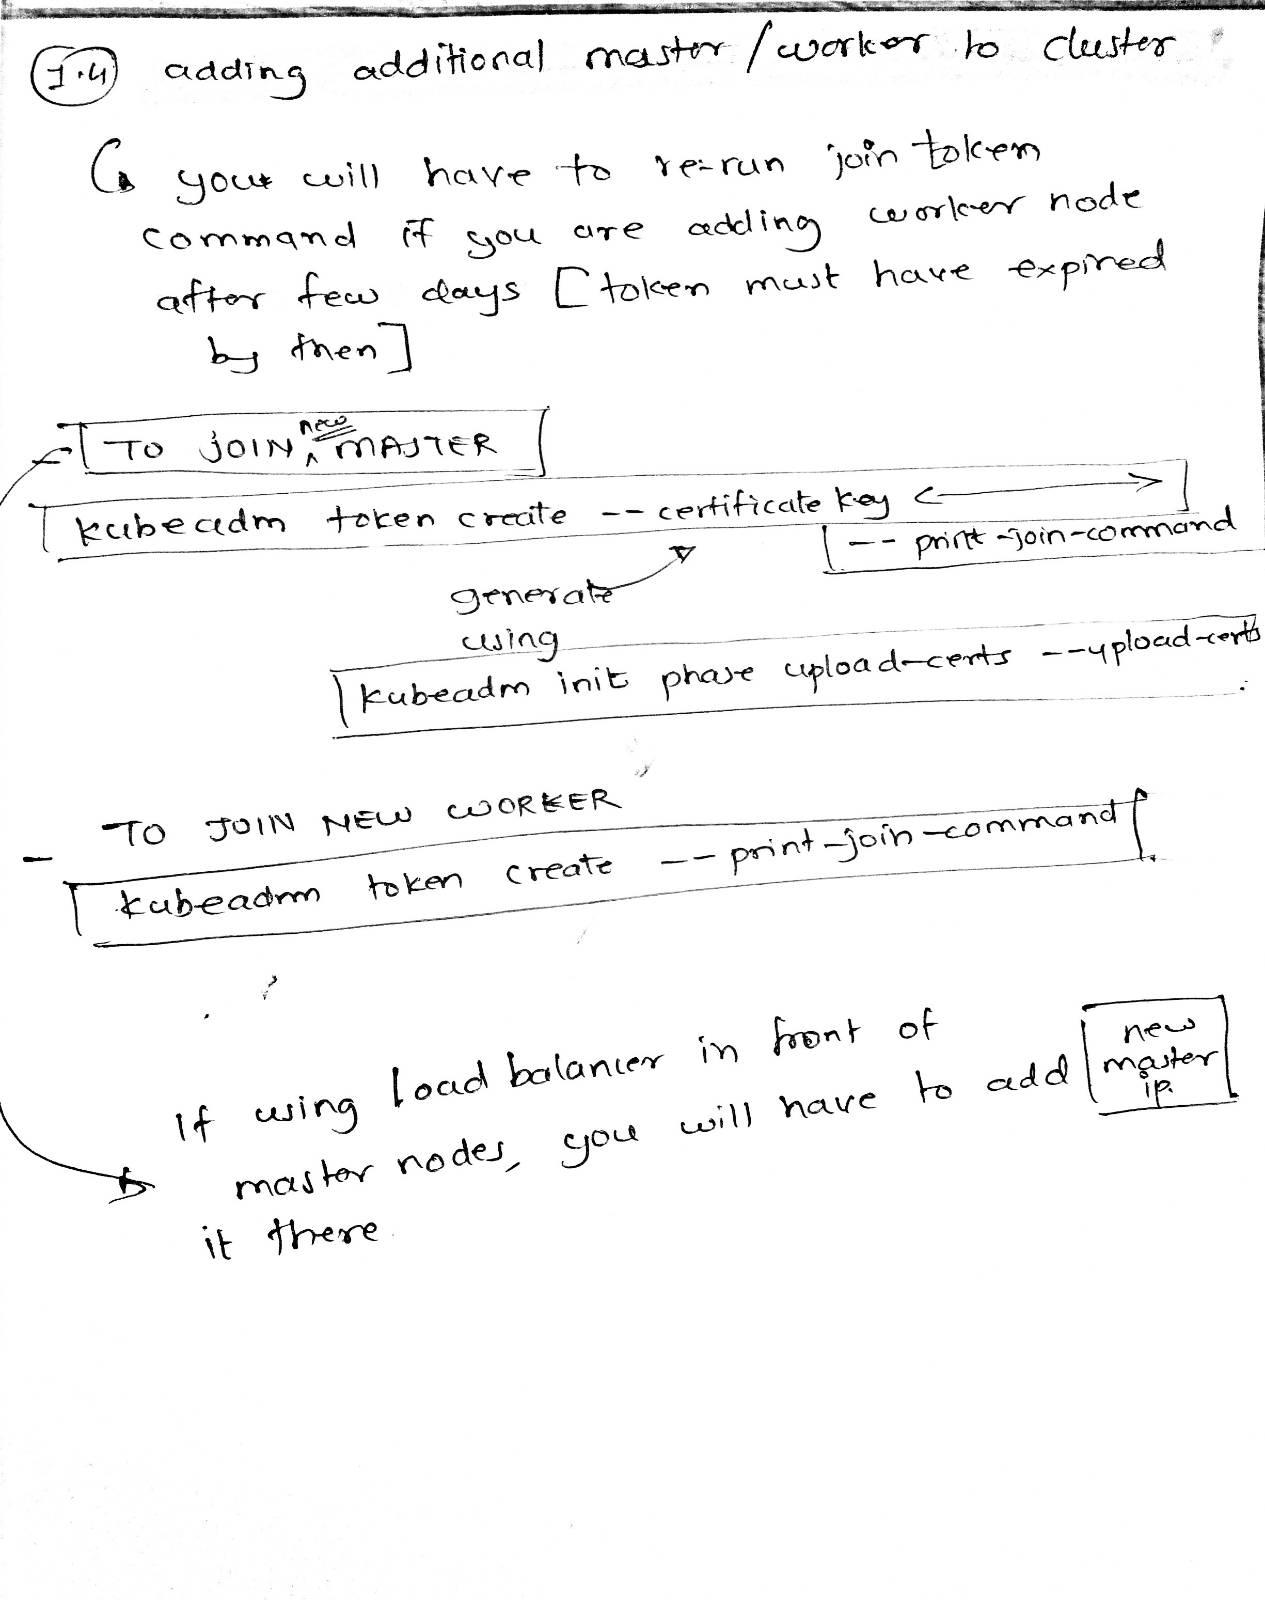 1.4 adding additional master / worker to cluster
you will have to re-run join token
command if you are adding worker node
after few days [token must have expired
by then]
TO JOIN new MASTER
kubeadm token create -- certificate key <---->
-- print-join-command
generate
using
kubeadm init phase upload-certs --upload-certs
- TO JOIN NEW WORKER
kubeadm token create -- print-join-command
If using load balancer in front of
master nodes, you will have to add new master ip.
it there